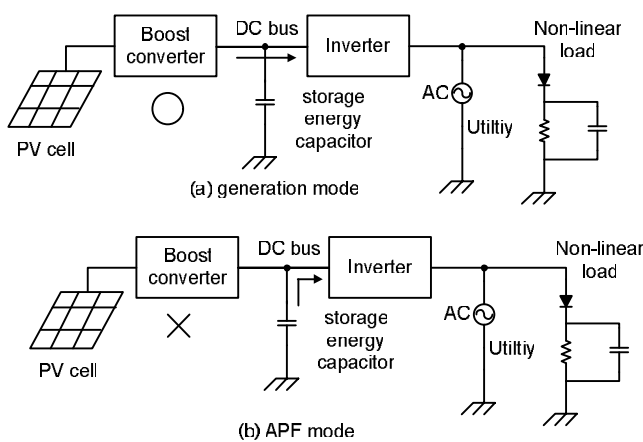 Boost
converter
DC bus
Inverter
Non-linear
load
AC
Utiltiy
storage
energy
capacitor
PV cell
(a) generation mode
Boost
converter
DC bus
Inverter
Non-linear
load
AC
Utiltiy
storage
energy
capacitor
PV cell
(b) APF mode